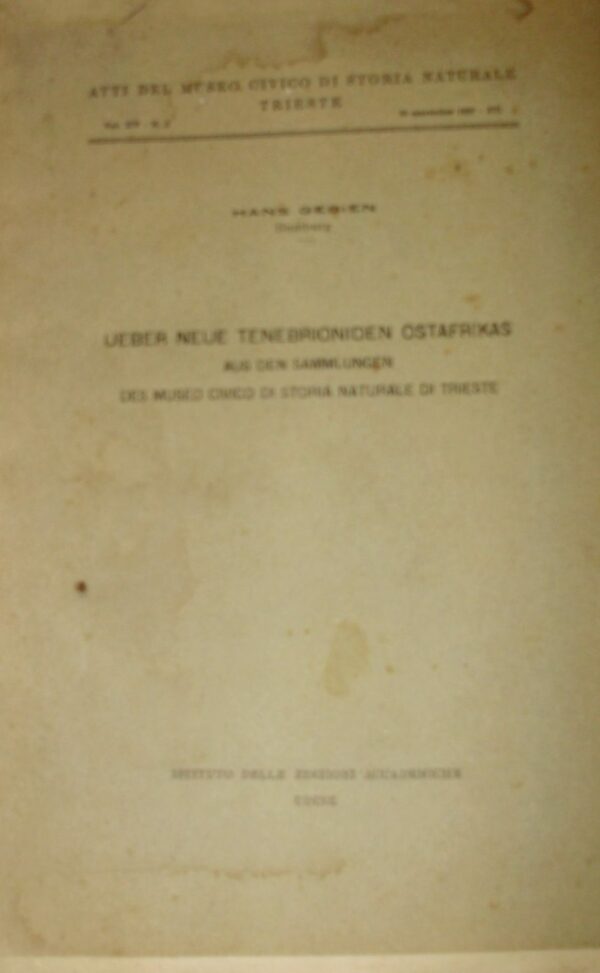 ATTI DEL MUSEO CIVICO DI STORIA NATURALE
TRIESTE
HANS GEBIEN
Hamburg
UEBER NEUE TENEBRIONIDEN OSTAFRIKAS
AUS DEN SAMMLUNGEN
DES MUSEO CIVICO DI STORIA NATURALE DI TRIESTE
ISTITUTO DELLE EDIZIONI ACCADEMICHE
UDINE